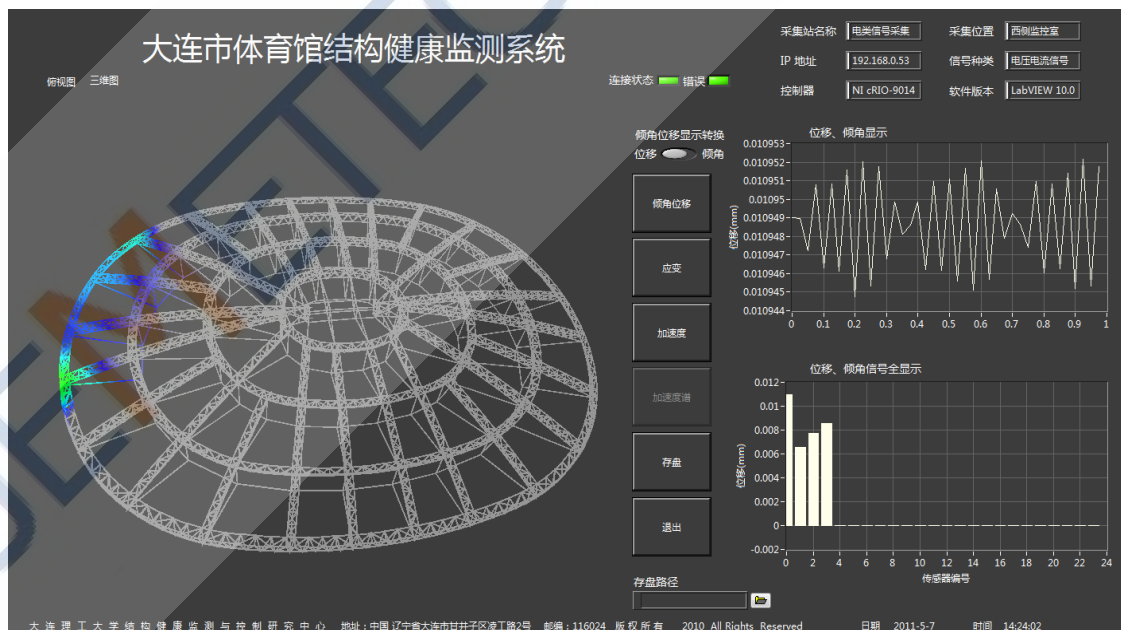 大连市体育馆结构健康监测系统
俯视图 三维图
连接状态 错误
采集站名称 电类信号采集 采集位置 西侧监控室
IP 地址 192.168.0.53 信号种类 电压电流信号
控制器 NI cRIO-9014 软件版本 LabVIEW 10.0
倾角位移显示转换
位移 倾角
倾角位移
应变
加速度
加速度谱
存盘
退出
存盘路径
位移、倾角显示
0.010953
0.010952
0.010951
0.01095
0.010949
0.010948
0.010947
0.010946
0.010945
0.010944
位移(mm)
0 0.1 0.2 0.3 0.4 0.5 0.6 0.7 0.8 0.9 1
位移、倾角信号全显示
0.012
0.01
0.008
0.006
0.004
0.002
0
-0.002
位移(mm)
0 2 4 6 8 10 12 14 16 18 20 22 24
传感器编号
大连理工大学结构健康监测与控制研究中心 地址：中国 辽宁省大连市甘井子区凌工路2号 邮编：116024 版权所有 2010 All Rights Reserved 日期 2011-5-7 时间 14:24:02